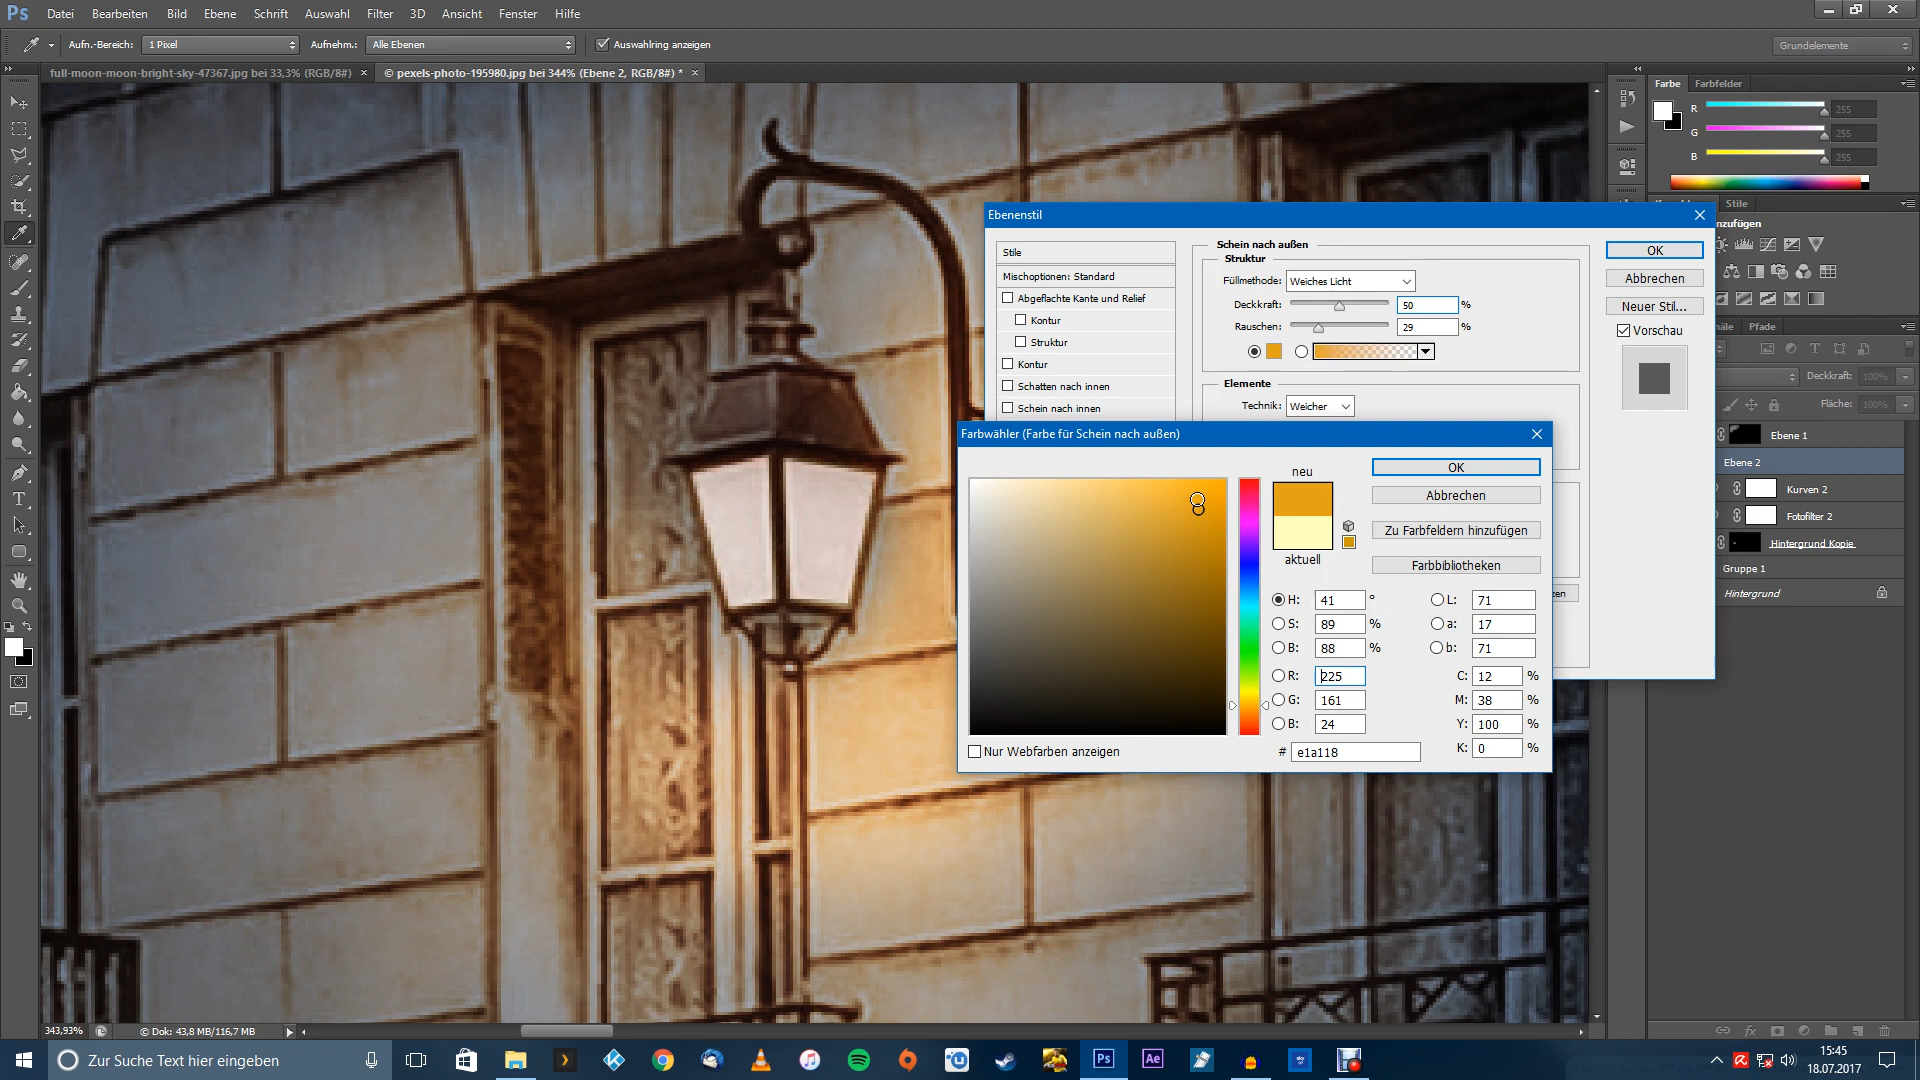 Ps Datei Bearbeiten Bild Ebene Schrift Auswahl Filter 3D Ansicht Fenster Hilfe
Aufn.-Bereich: 1 Pixel Aufnehm.: Alle Ebenen Auswahlring anzeigen Grundelemente
full-moon-moon-bright-sky-47367.jpg bei 33,3% (RGB/8#) × © pexels-photo-195980.jpg bei 344% (Ebene 2, RGB/8#) * ×
Farbe Farbfelder
R 255
G 255
B 255
Stile
nzufügen
Pfade
Deckkraft: 100%
Fläche: 100%
Ebene 1
Ebene 2
Kurven 2
Fotofilter 2
Hintergrund Kopie
Gruppe 1
Hintergrund
Ebenenstil
Stile
Mischoptionen: Standard
Abgeflachte Kante und Relief
Kontur
Struktur
Kontur
Schatten nach innen
Schein nach innen
Schein nach außen
Struktur
Füllmethode: Weiches Licht
Deckkraft: 50 %
Rauschen: 29 %
Elemente
Technik: Weicher
OK
Abbrechen
Neuer Stil...
Vorschau
zen
Farbwähler (Farbe für Schein nach außen)
neu
aktuell
OK
Abbrechen
Zu Farbfeldern hinzufügen
Farbbibliotheken
H: 41 ° L: 71
S: 89 % a: 17
B: 88 % b: 71
R: 225 C: 12 %
G: 161 M: 38 %
B: 24 Y: 100 %
# e1a118 K: 0 %
Nur Webfarben anzeigen
343,93% © Dok: 43,8 MB/116,7 MB
fx
Zur Suche Text hier eingeben
Ps Ae
15:45
18.07.2017